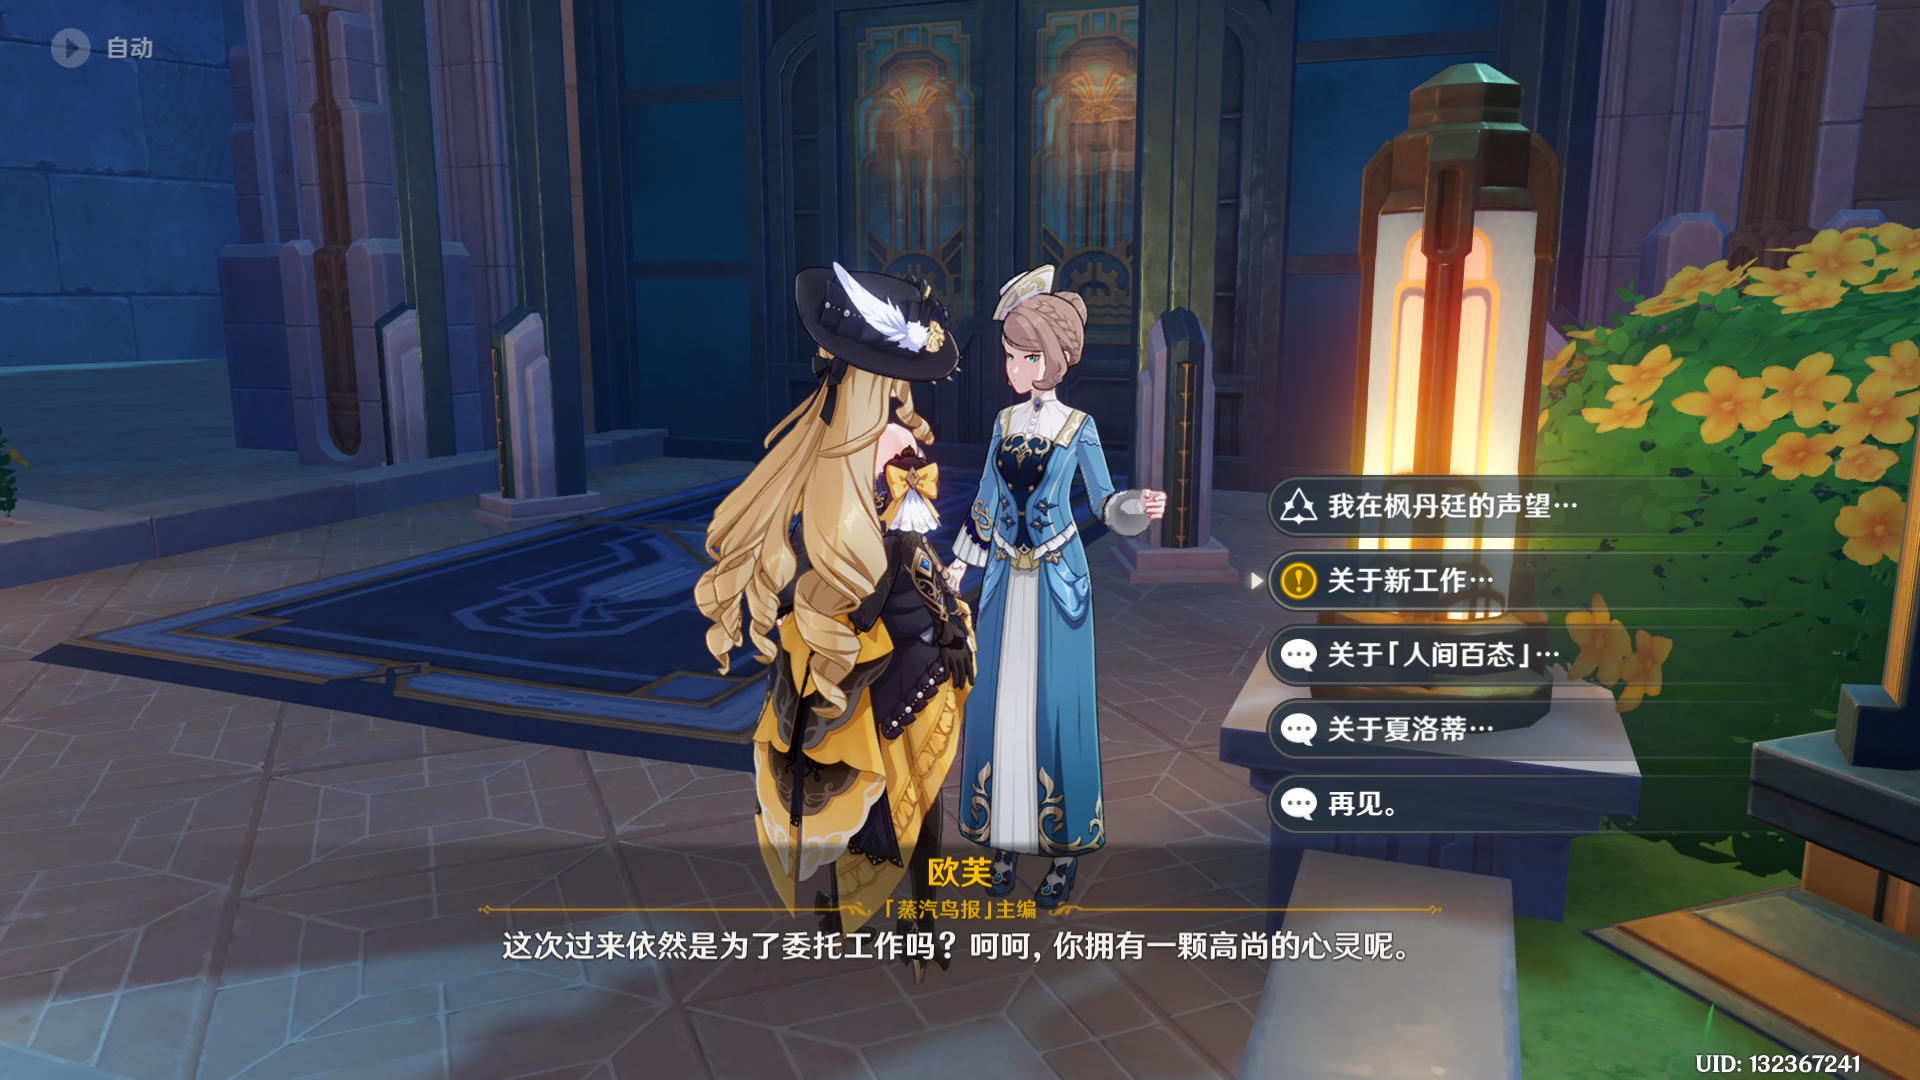 自动
我在枫丹廷的声望…
关于新工作…
关于「人间百态」…
关于夏洛蒂…
再见。
欧芙
「蒸汽鸟报」主编
这次过来依然是为了委托工作吗？呵呵，你拥有一颗高尚的心灵呢。
UID: 132367241